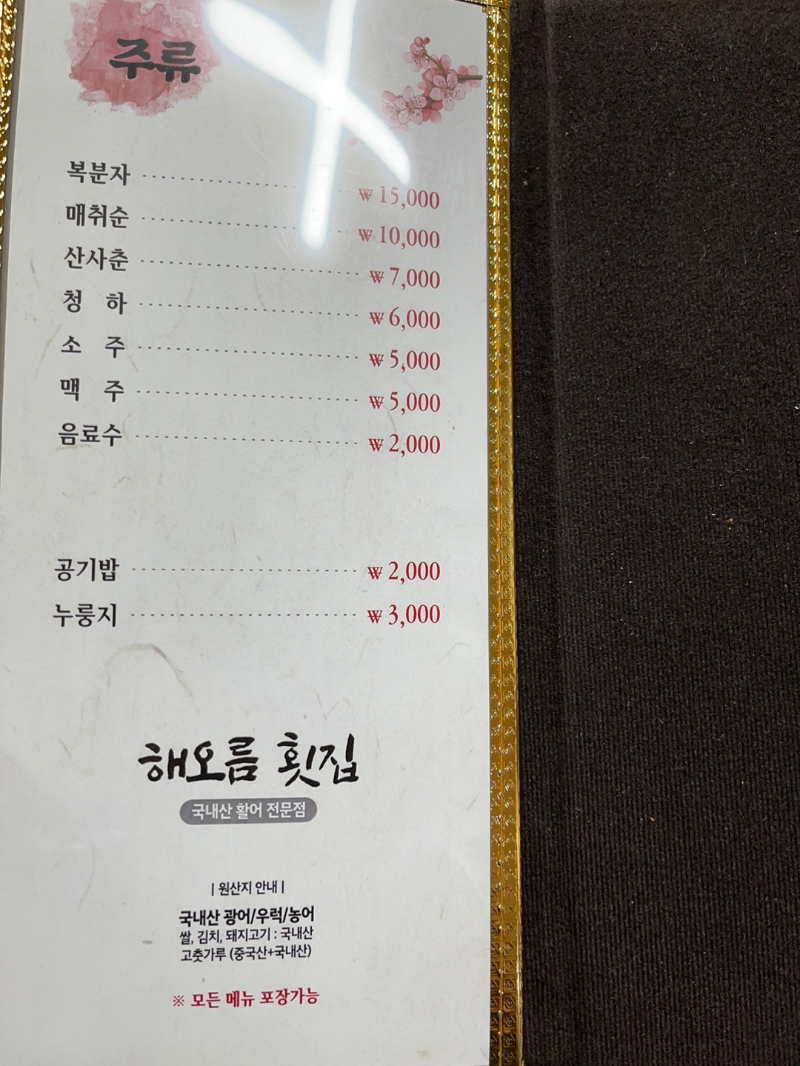 주류
복분자 ₩ 15,000
매취순 ₩ 10,000
산사춘 ₩ 7,000
청 하 ₩ 6,000
소 주 ₩ 5,000
맥 주 ₩ 5,000
음료수 ₩ 2,000
공기밥 ₩ 2,000
누룽지 ₩ 3,000
해오름 횟집
국내산 활어 전문점
| 원산지 안내 |
국내산 광어/우럭/농어
쌀, 김치, 돼지고기 : 국내산
고춧가루 (중국산+국내산)
※ 모든 메뉴 포장가능